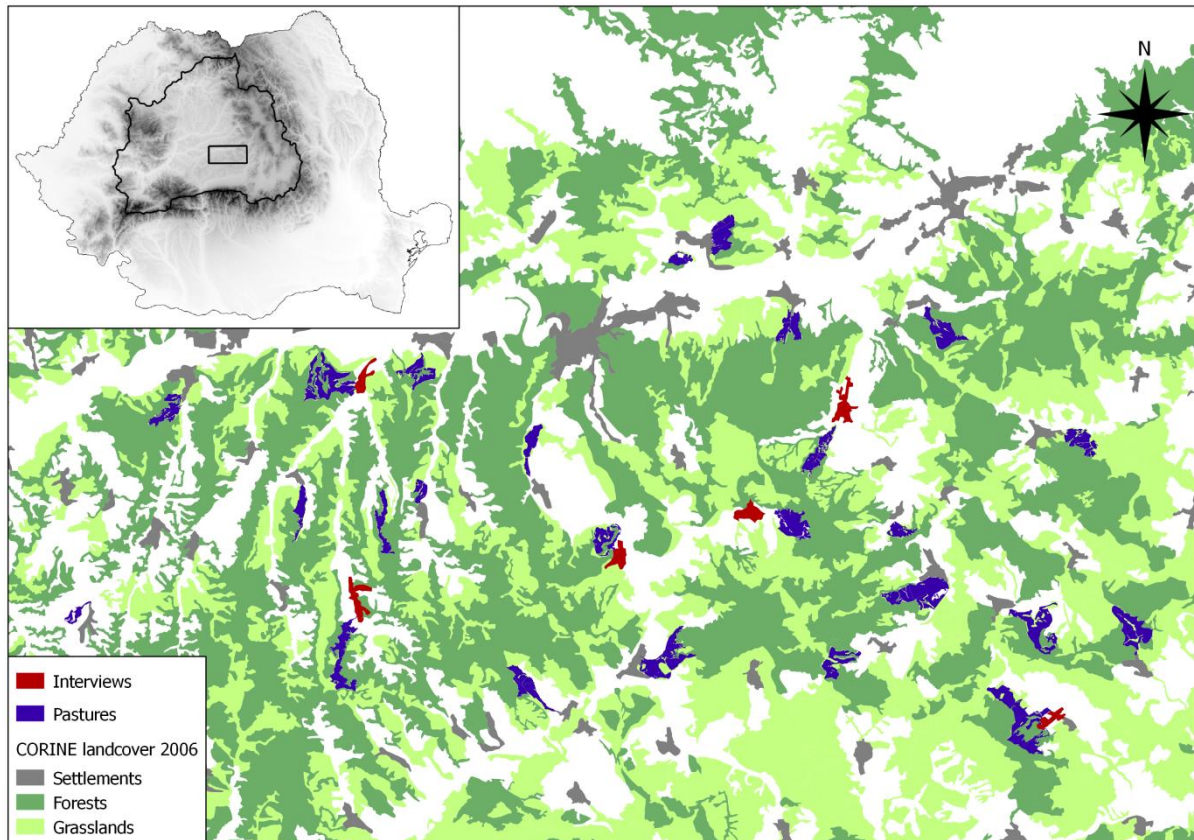 N
Interviews
Pastures
CORINE landcover 2006
Settlements
Forests
Grasslands